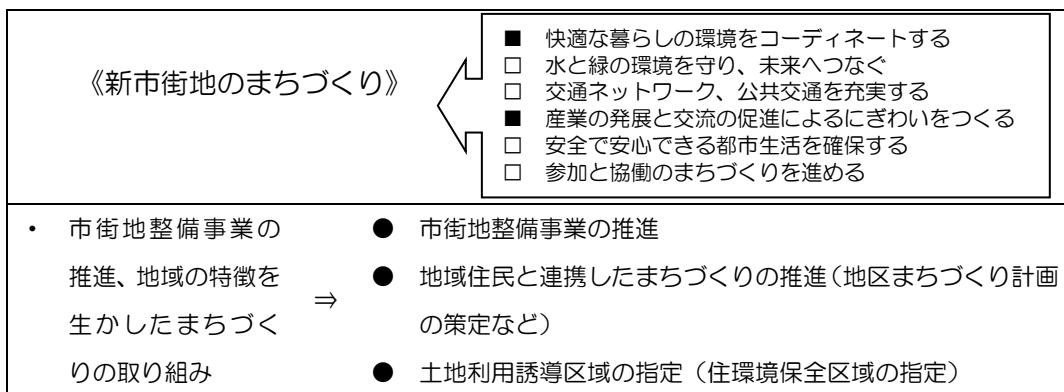 《新市街地のまちづくり》
■ 快適な暮らしの環境をコーディネートする
□ 水と緑の環境を守り、未来へつなぐ
□ 交通ネットワーク、公共交通を充実する
■ 産業の発展と交流の促進によるにぎわいをつくる
□ 安全で安心できる都市生活を確保する
□ 参加と協働のまちづくりを進める
・ 市街地整備事業の
推進、地域の特徴を
生かしたまちづく
りの取り組み
⇒
● 市街地整備事業の推進
● 地域住民と連携したまちづくりの推進（地区まちづくり計画
の策定など）
● 土地利用誘導区域の指定（住環境保全区域の指定）